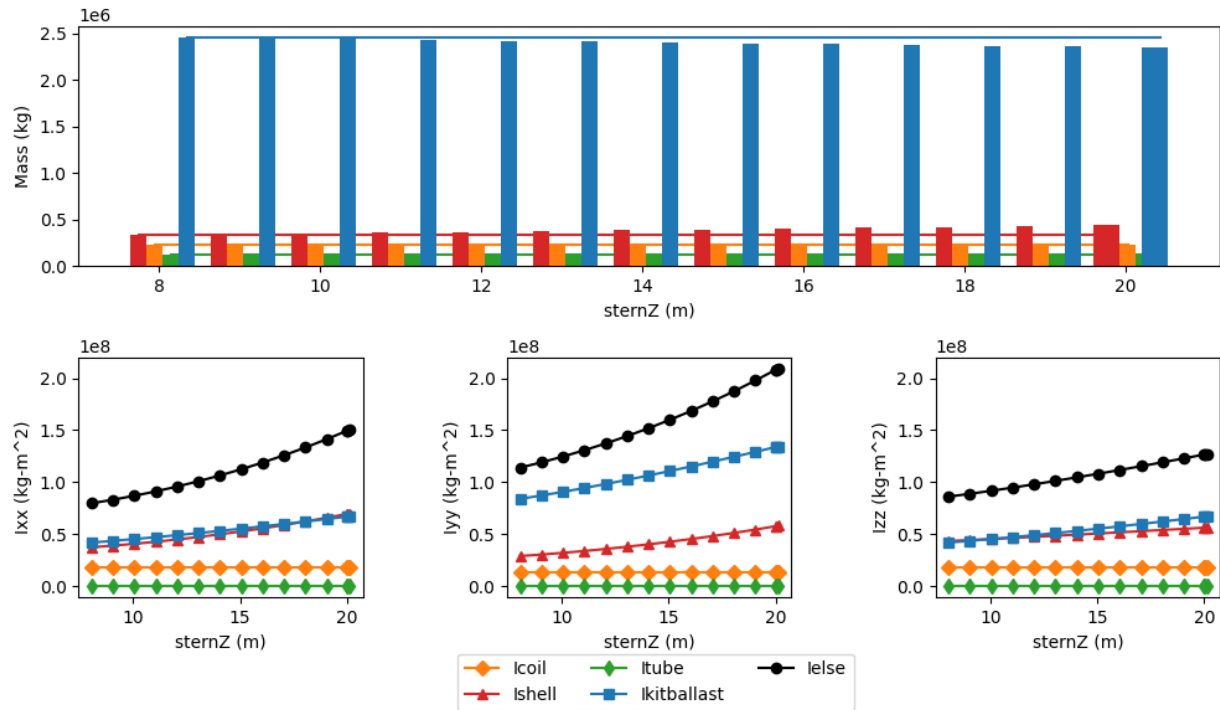 1e6
2.5
2.0
1.5
1.0
0.5
0.0
Mass (kg)
8 10 12 14 16 18 20
sternZ (m)
1e8
2.0
1.5
1.0
0.5
0.0
Ixx (kg-m^2)
10 15 20
sternZ (m)
1e8
2.0
1.5
1.0
0.5
0.0
Iyy (kg-m^2)
10 15 20
sternZ (m)
1e8
2.0
1.5
1.0
0.5
0.0
Izz (kg-m^2)
10 15 20
sternZ (m)
Icoil Itube Ielse
Ishell Ikitballast